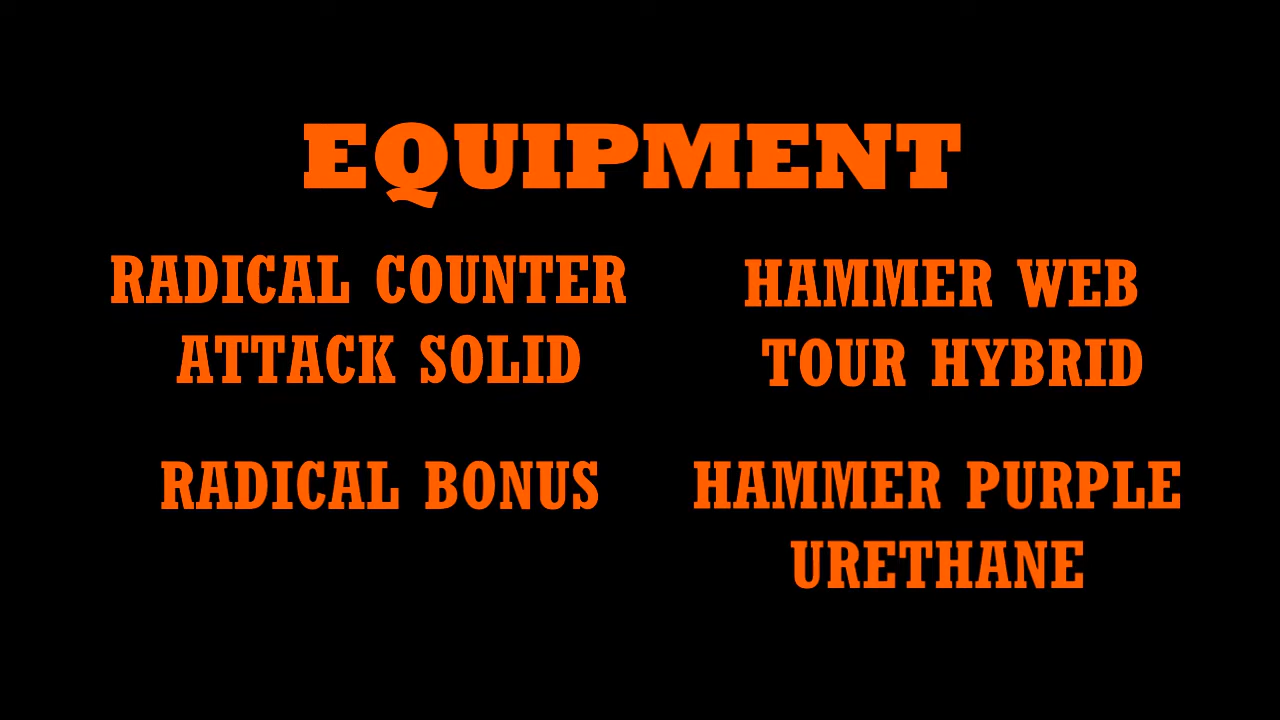 EQUIPMENT
RADICAL COUNTER
ATTACK SOLID
HAMMER WEB
TOUR HYBRID
RADICAL BONUS
HAMMER PURPLE
URETHANE